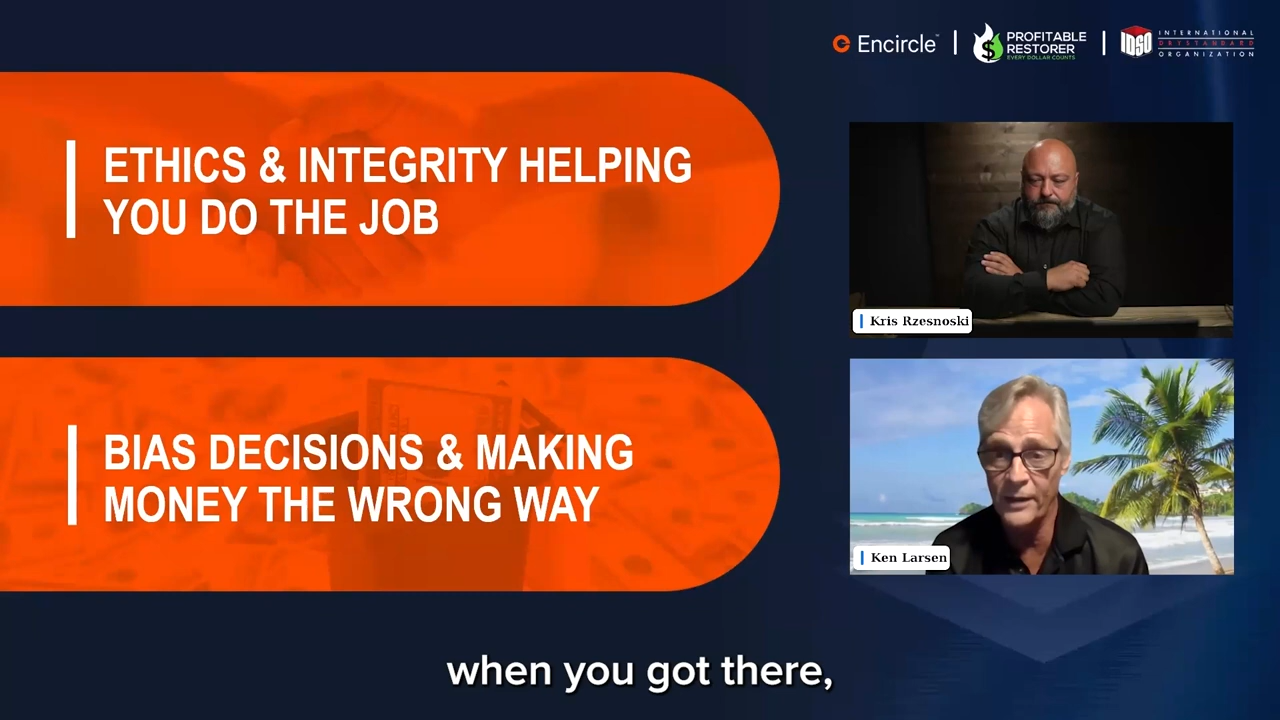 Encircle
PROFITABLE
RESTORER
EVERY DOLLAR COUNTS
IDSO
INTERNATIONAL
DRYSTANDARD
ORGANIZATION
ETHICS & INTEGRITY HELPING
YOU DO THE JOB
BIAS DECISIONS & MAKING
MONEY THE WRONG WAY
Kris Rzesnoski
Ken Larsen
when you got there,